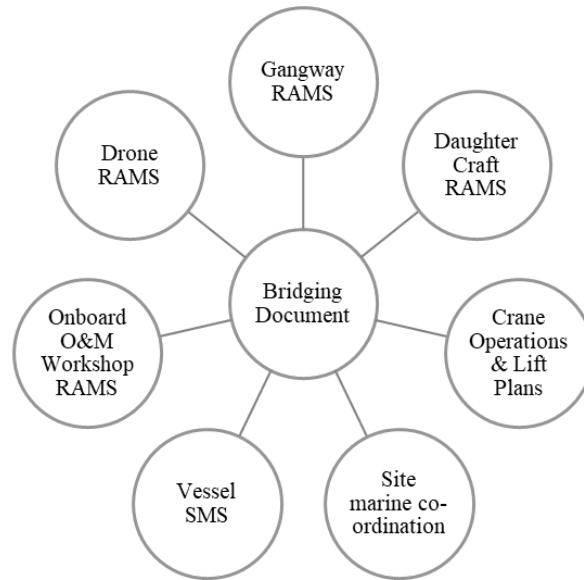 Gangway
RAMS
Drone
RAMS
Daughter
Craft
RAMS
Bridging
Document
Onboard
O&M
Workshop
RAMS
Crane
Operations
& Lift
Plans
Vessel
SMS
Site
marine co-
ordination